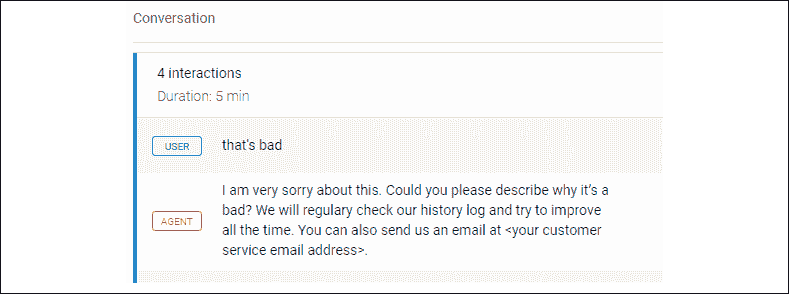 Conversation
4 interactions
Duration: 5 min
USER
that's bad
I am very sorry about this. Could you please describe why it's a
bad? We will regulary check our history log and try to improve
AGENT
all the time. You can also send us an email at <your customer
service email address>.